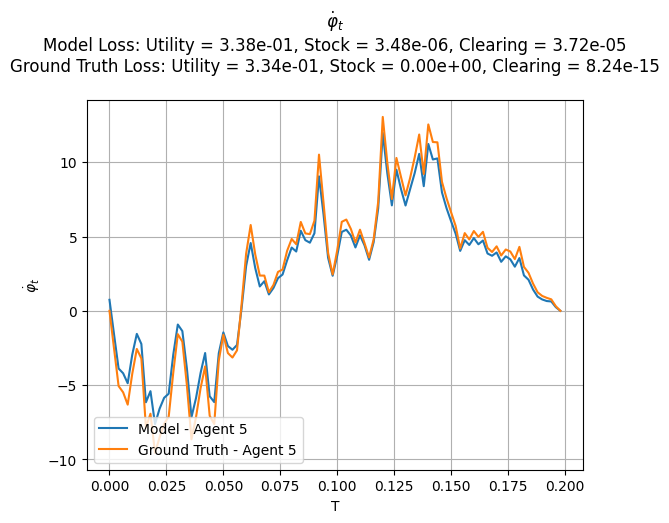 φ̇ₜ
Model Loss: Utility = 3.38e-01, Stock = 3.48e-06, Clearing = 3.72e-05
Ground Truth Loss: Utility = 3.34e-01, Stock = 0.00e+00, Clearing = 8.24e-15
10
5
0
−5
−10
φ̇ₜ
Model - Agent 5
Ground Truth - Agent 5
0.000 0.025 0.050 0.075 0.100 0.125 0.150 0.175 0.200
T